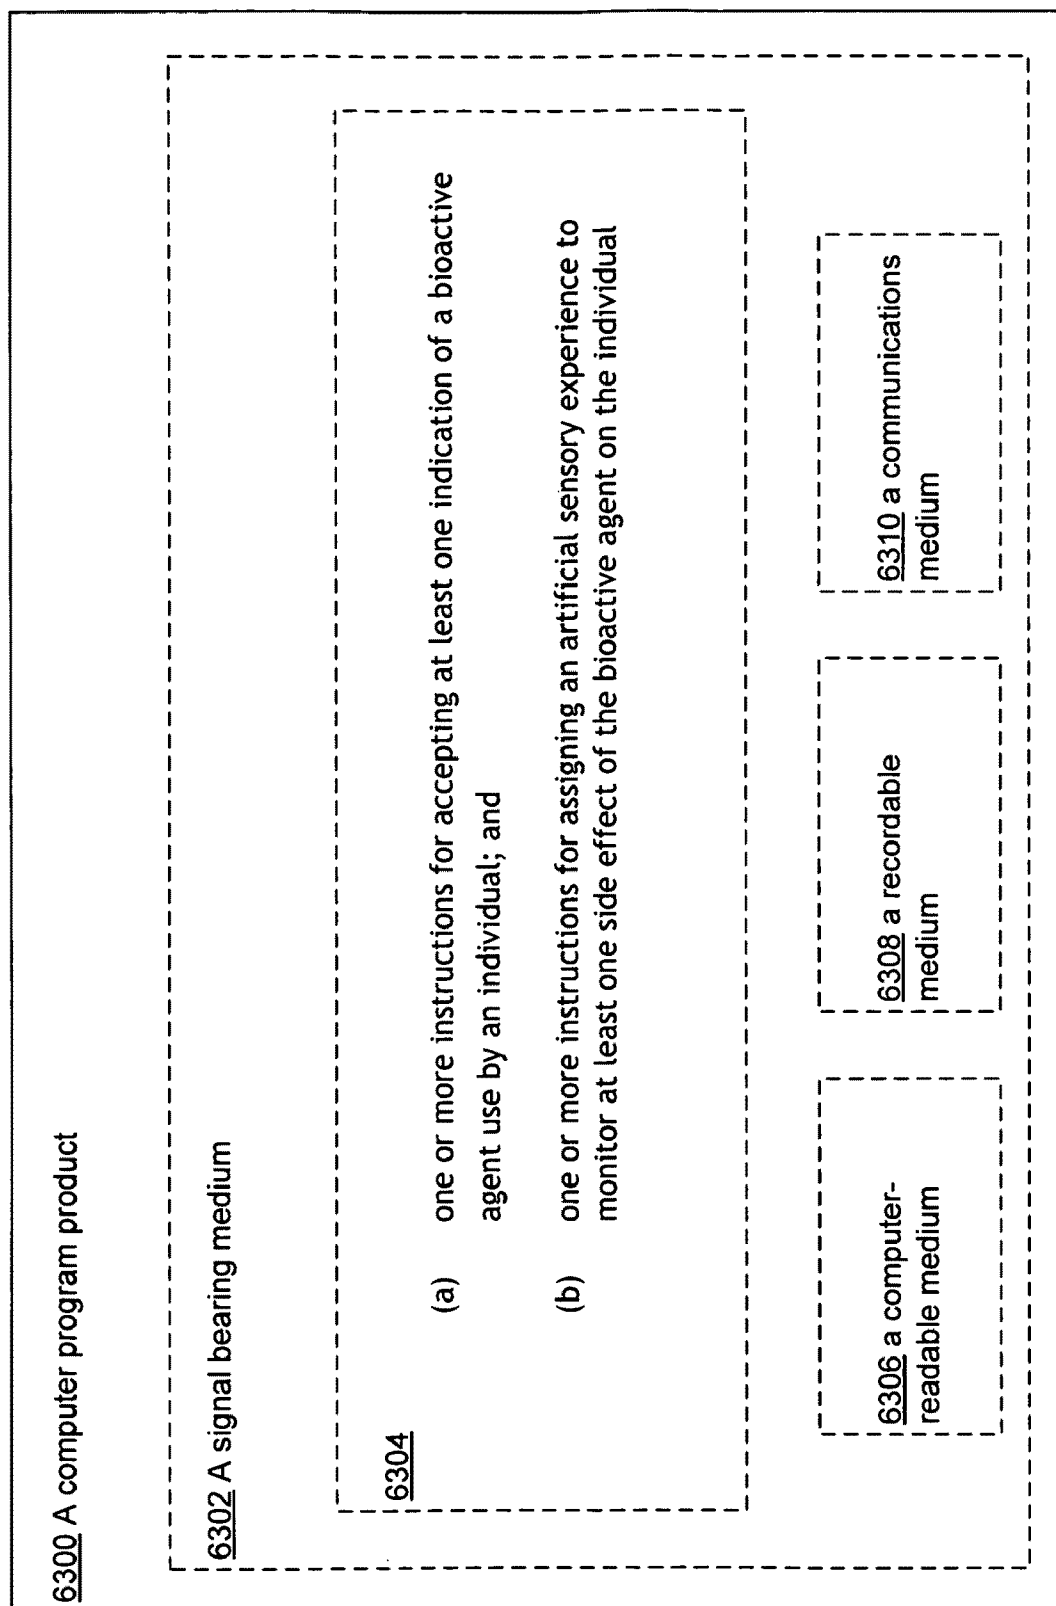 6300 A computer program product
6302 A signal bearing medium
6304
(a) one or more instructions for accepting at least one indication of a bioactive
agent use by an individual; and
(b) one or more instructions for assigning an artificial sensory experience to
monitor at least one side effect of the bioactive agent on the individual
6306 a computer-
readable medium
6308 a recordable
medium
6310 a communications
medium